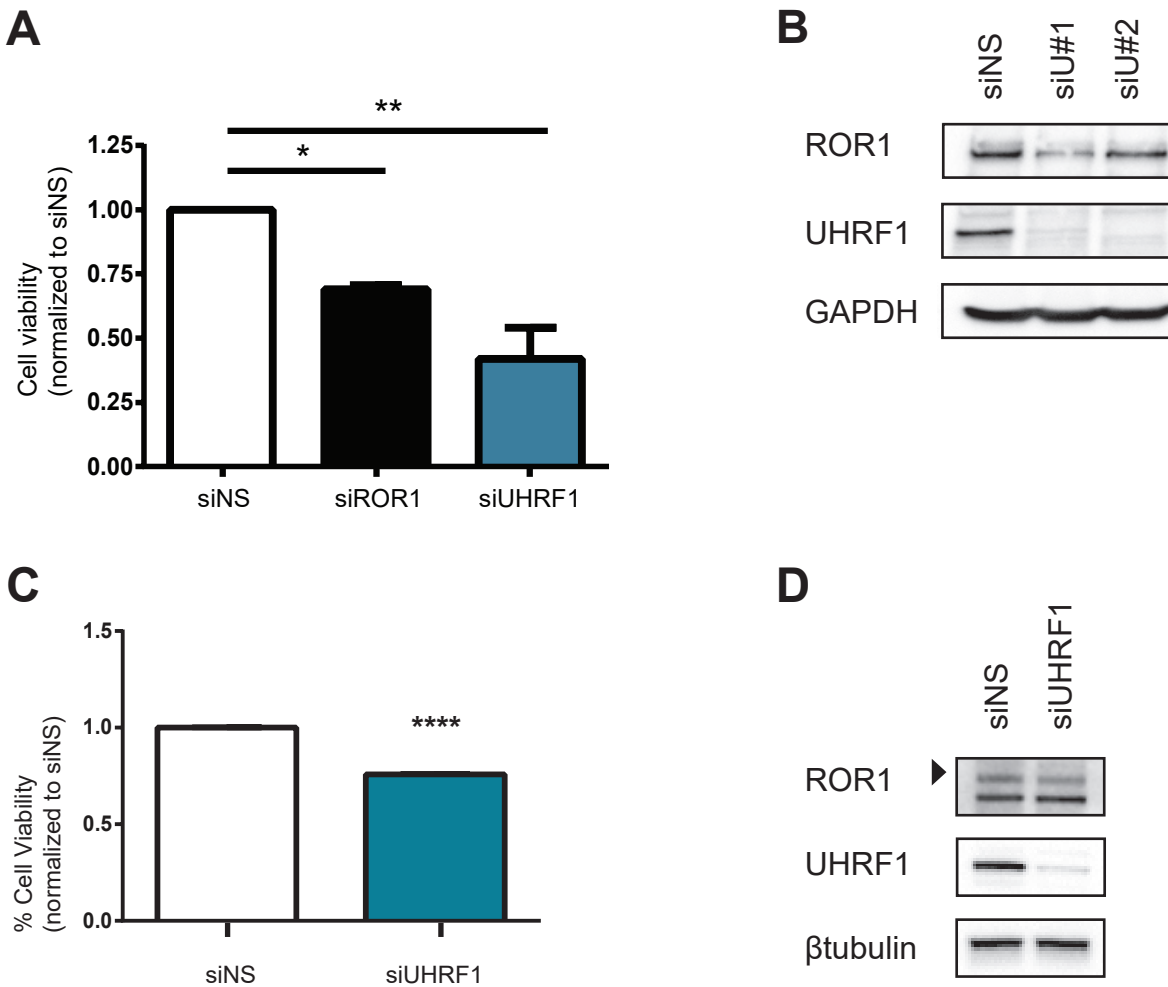 A
**
*
1.25
1.00
0.75
0.50
0.25
0.00
Cell viability
(normalized to siNS)
siNS
siROR1
siUHRF1
B
siNS
siU#1
siU#2
ROR1
UHRF1
GAPDH
C
1.5
1.0
0.5
0.0
% Cell Viability
(normalized to siNS)
****
siNS
siUHRF1
D
siNS
siUHRF1
ROR1
UHRF1
βtubulin